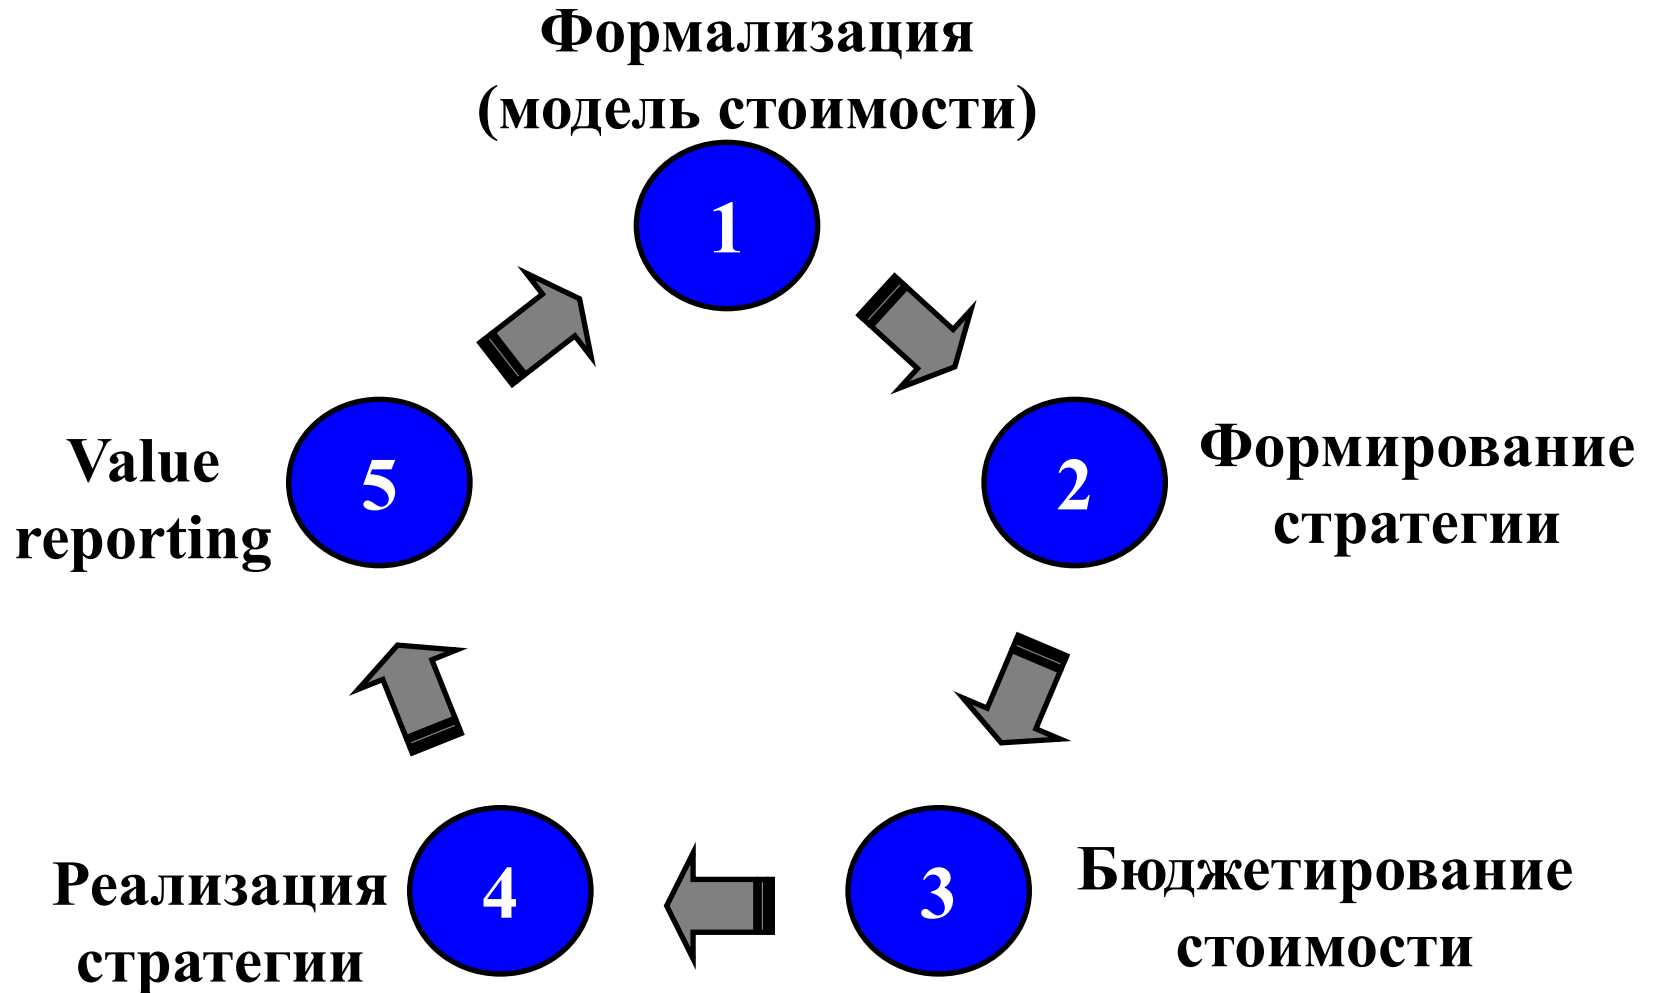 Формализация
(модель стоимости)
1
2
Формирование
стратегии
3
Бюджетирование
стоимости
4
Реализация
стратегии
5
Value
reporting